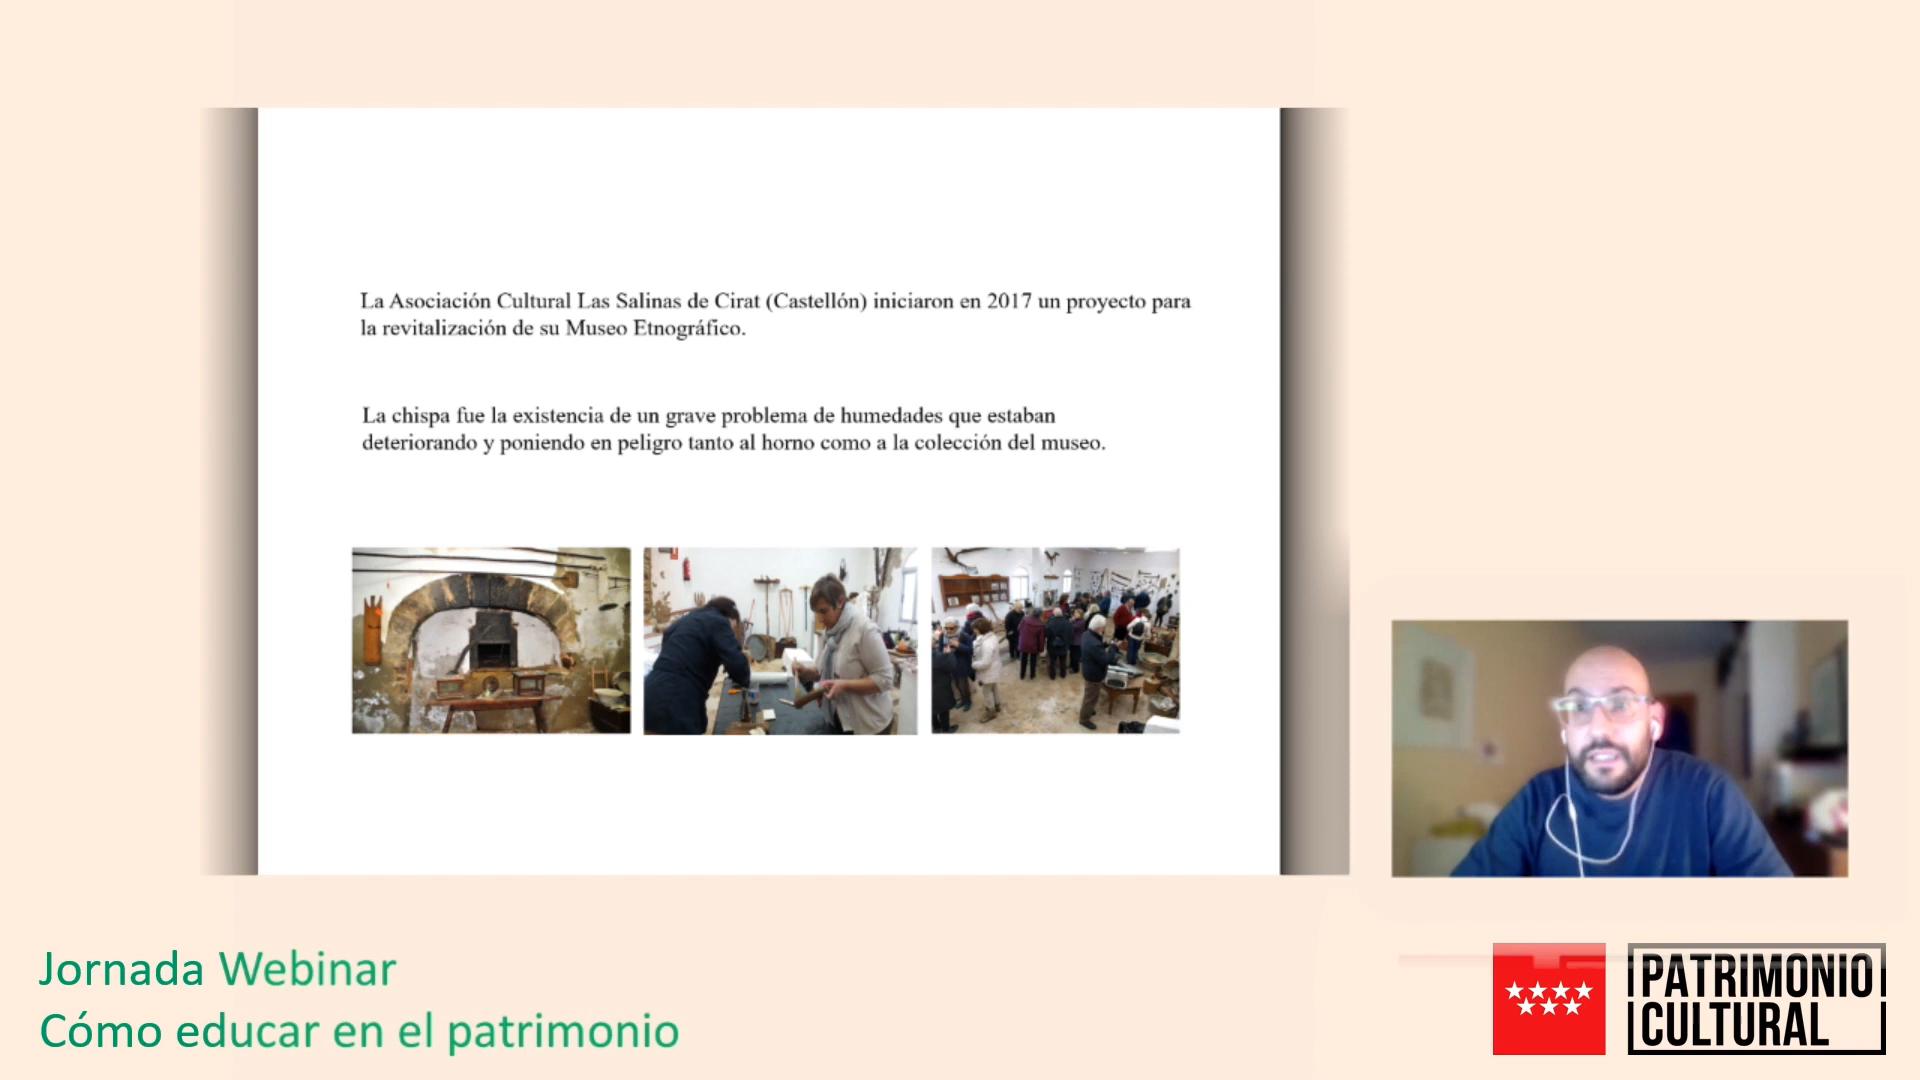 La Asociación Cultural Las Salinas de Cirat (Castellón) iniciaron en 2017 un proyecto para
la revitalización de su Museo Etnográfico.
La chispa fue la existencia de un grave problema de humedades que estaban
deteriorando y poniendo en peligro tanto al horno como a la colección del museo.
Jornada Webinar
Cómo educar en el patrimonio
PATRIMONIO
CULTURAL